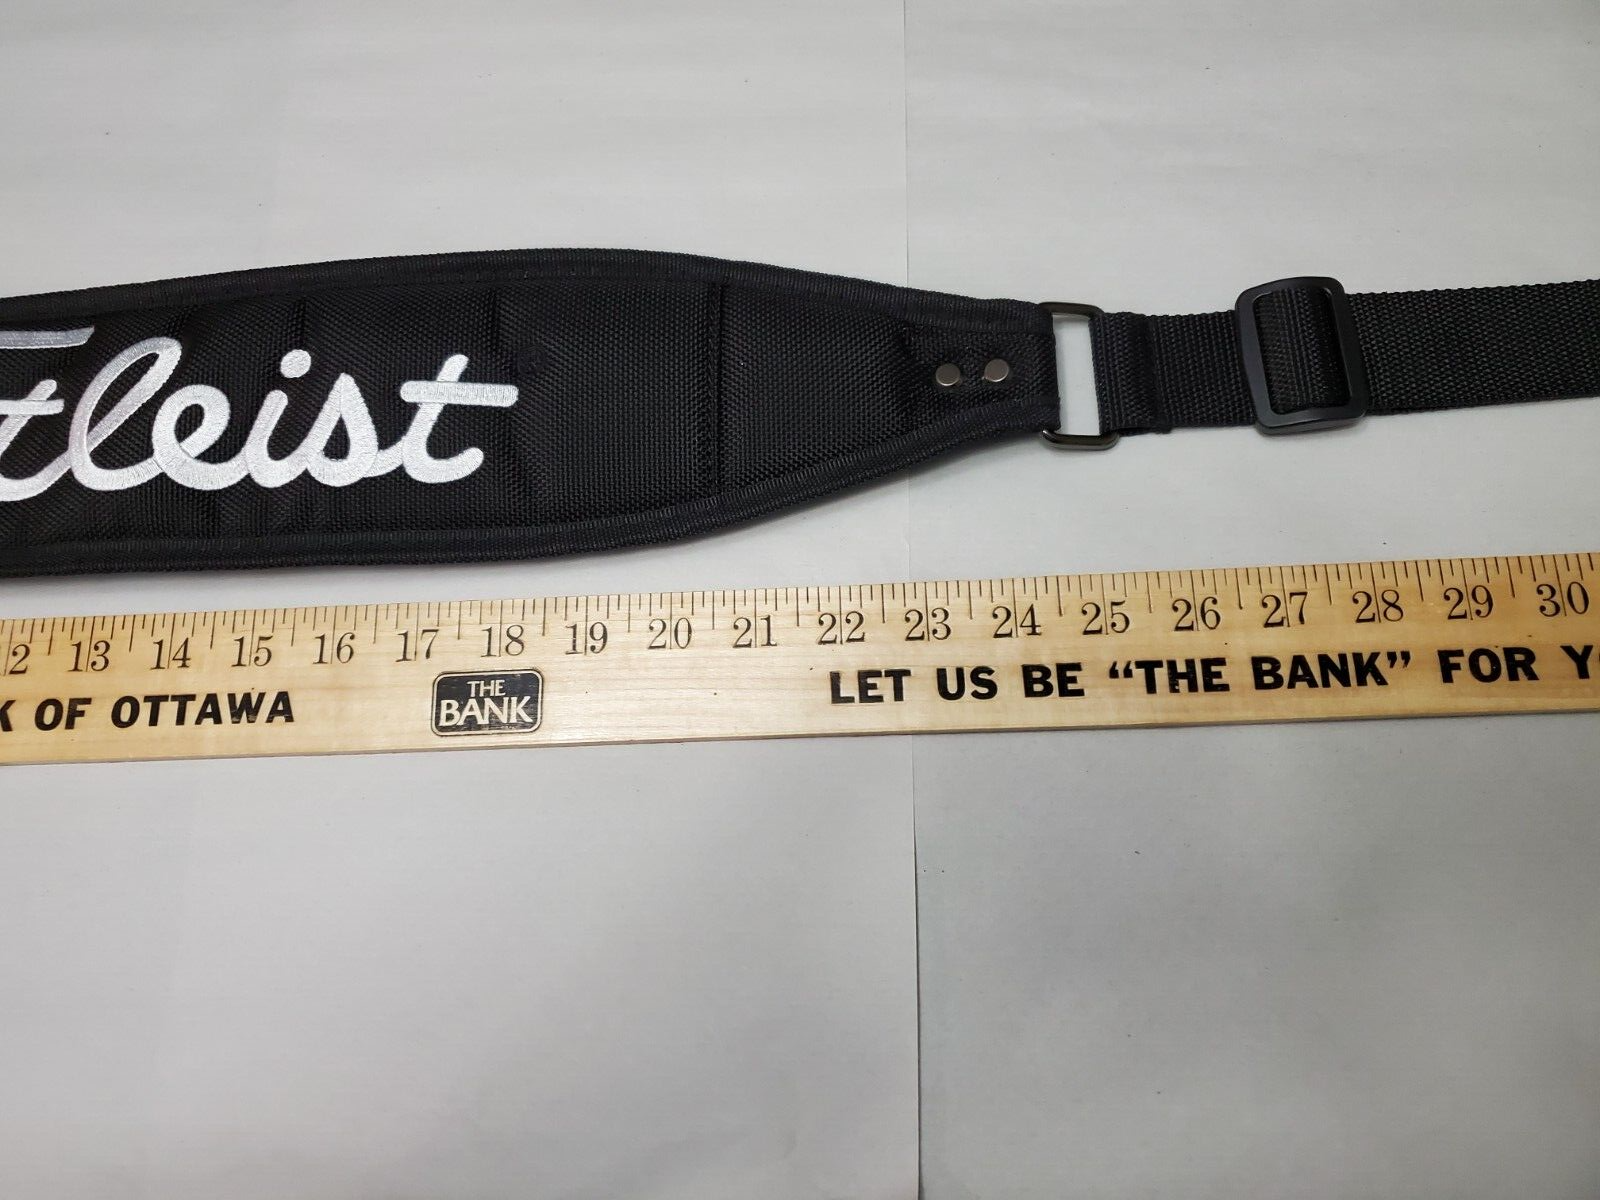 tleist
13 14 15 16 17 18 19 20 21 22 23 24 25 26 27 28 29 30
K OF OTTAWA
THE
BANK
LET US BE “THE BANK” FOR Y